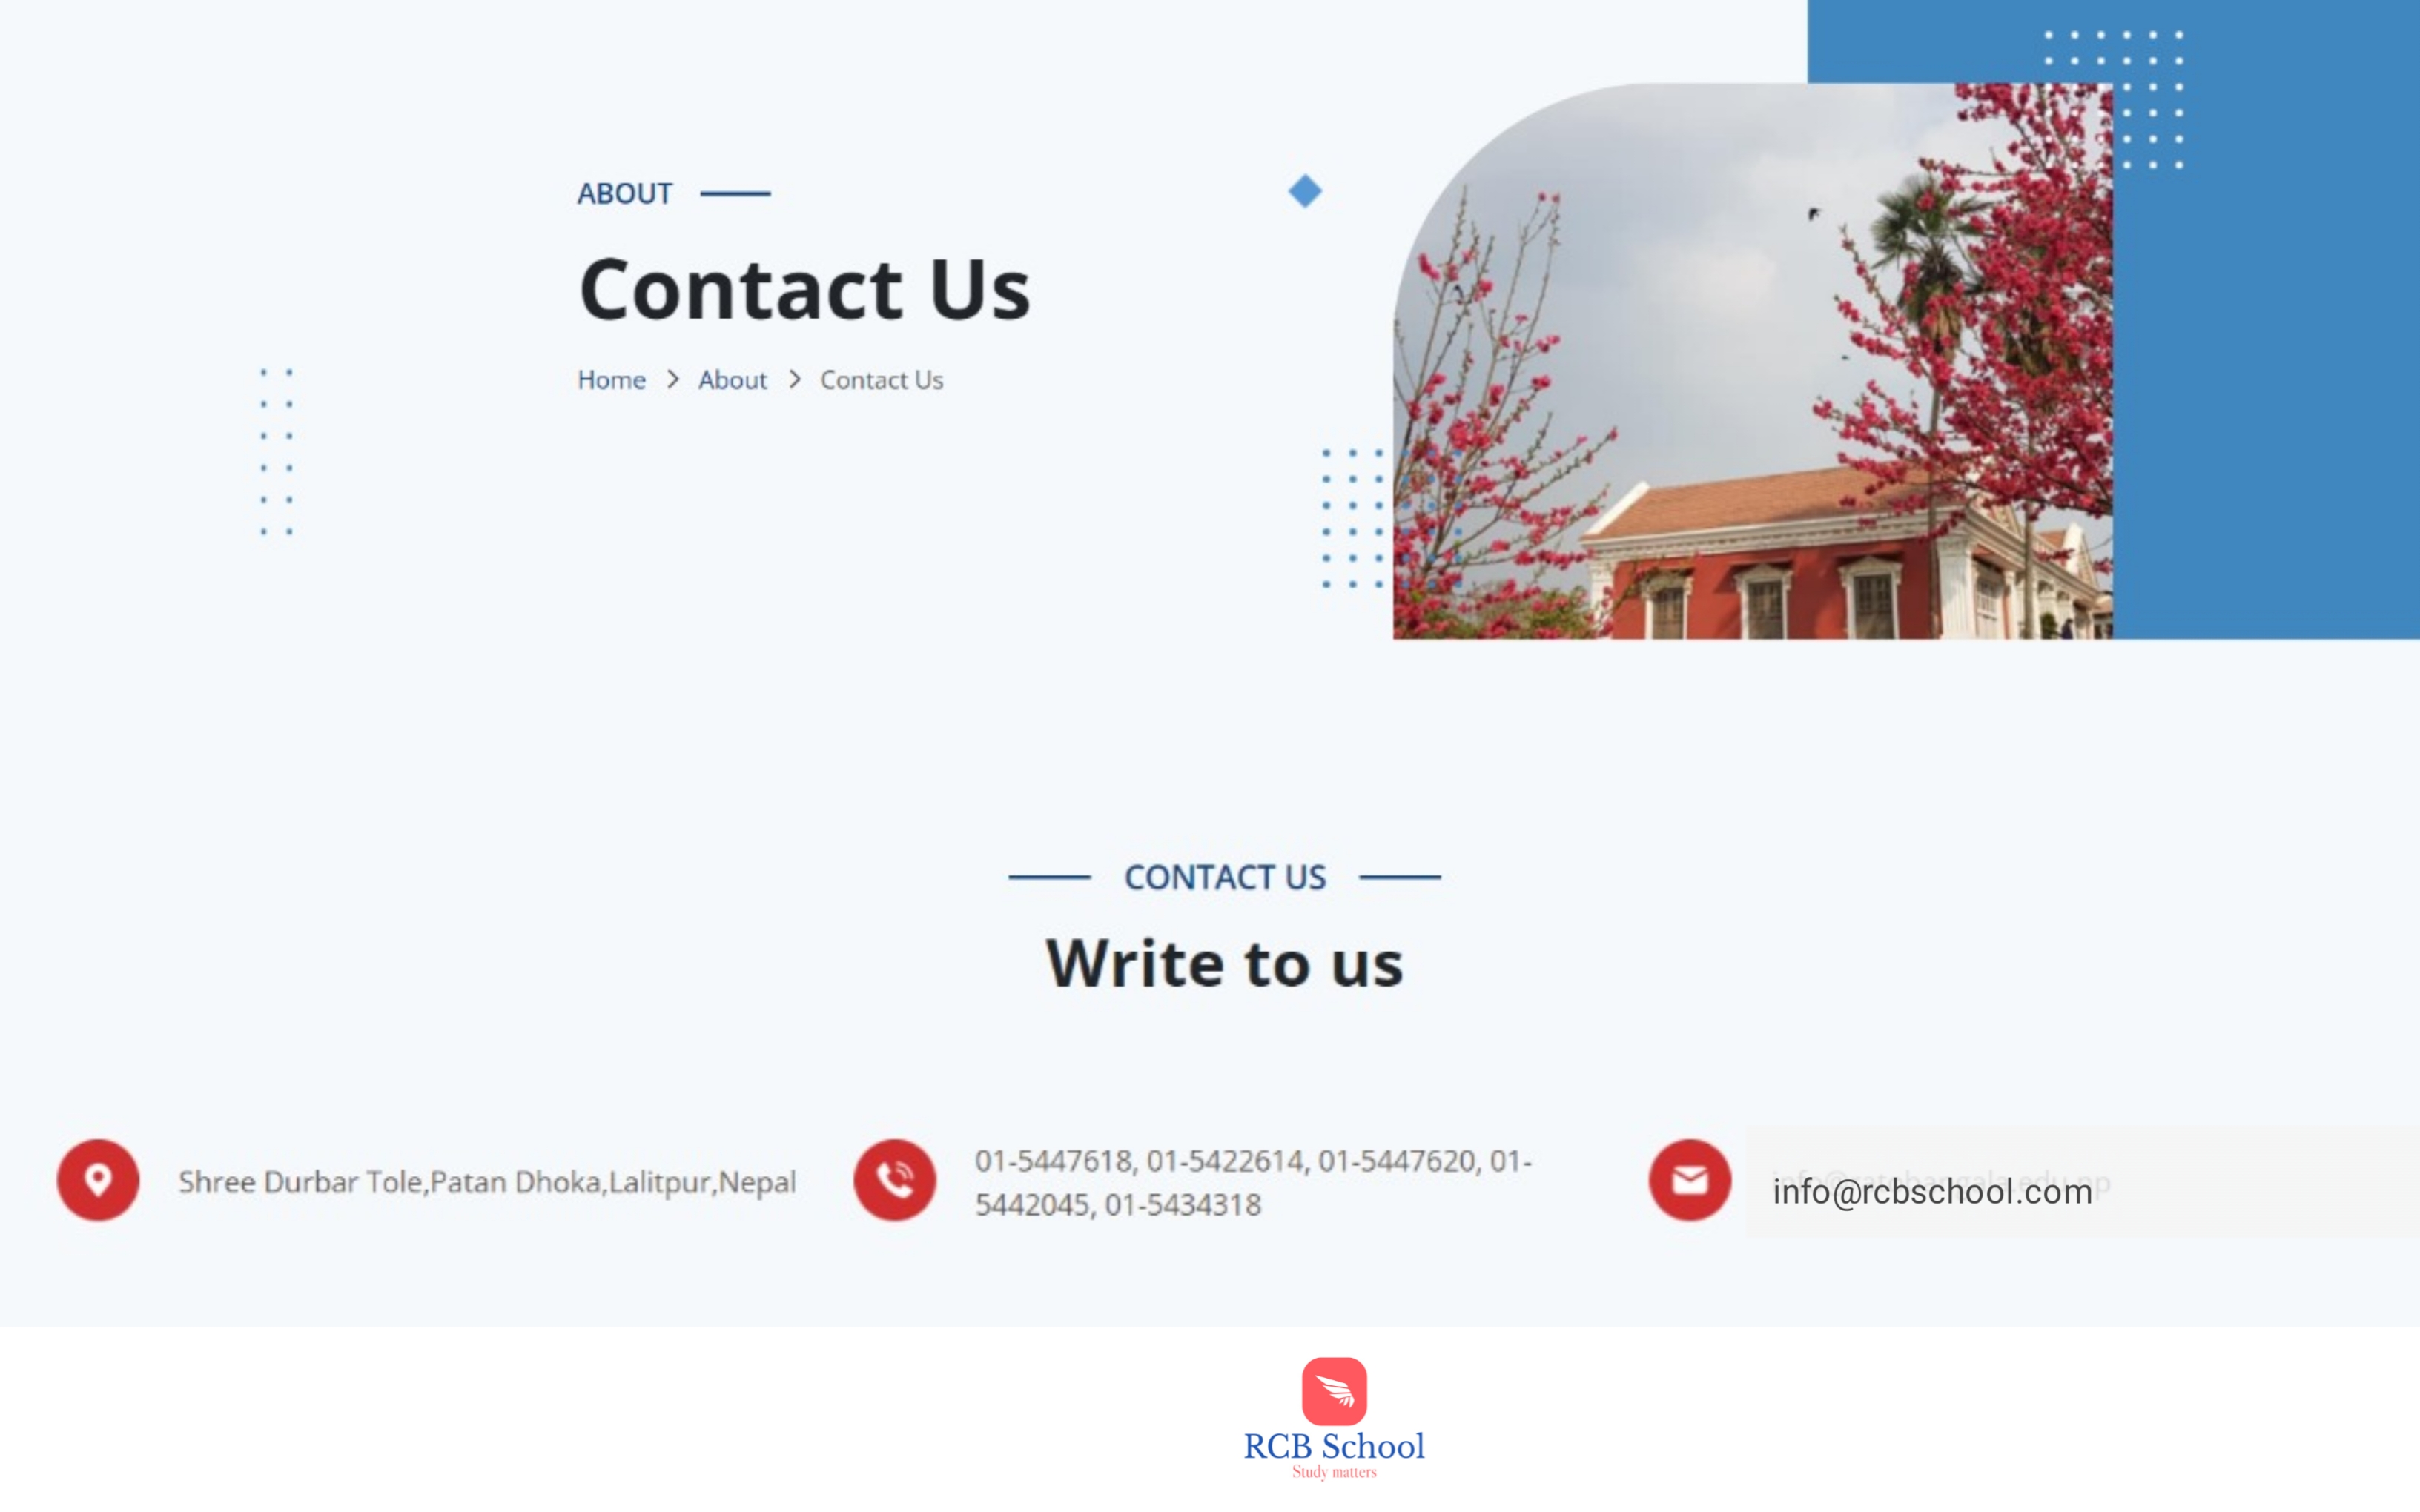 ABOUT
Contact Us
Home > About > Contact Us
CONTACT US
Write to us
Shree Durbar Tole,Patan Dhoka,Lalitpur,Nepal
01-5447618, 01-5422614, 01-5447620, 01-
5442045, 01-5434318
info@rcbschool.com
RCB School
Study matters